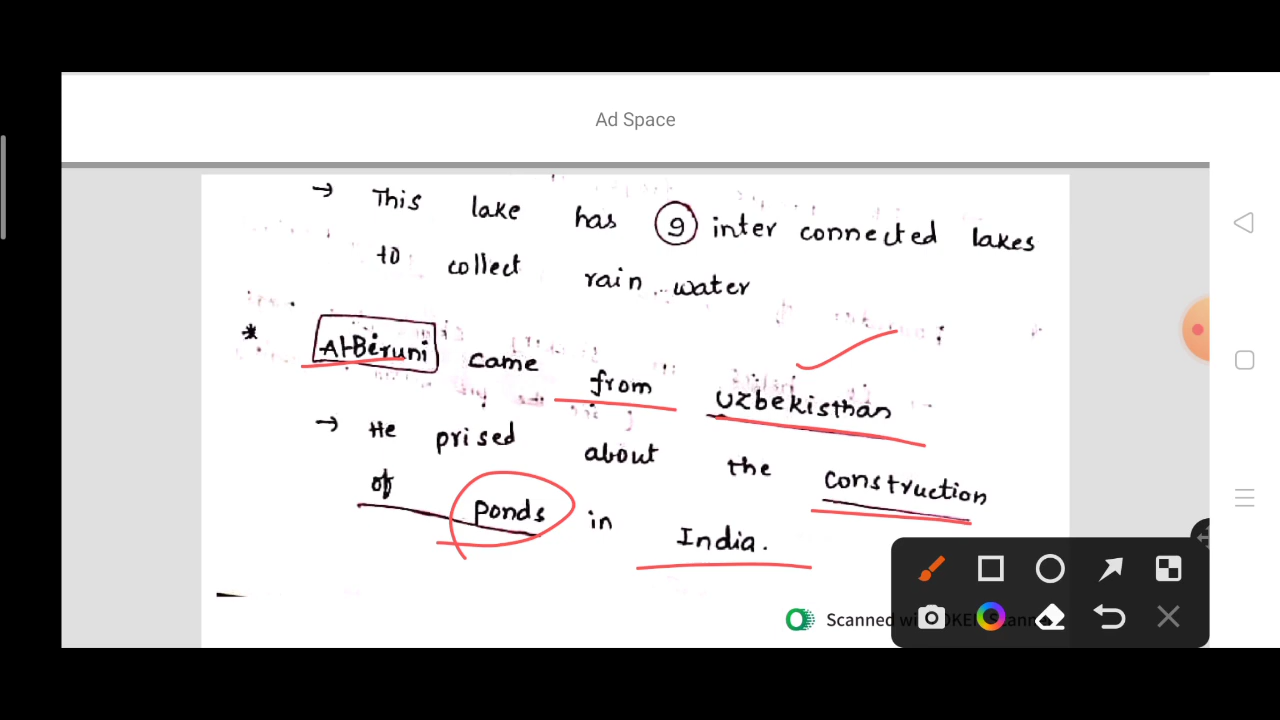 Ad Space
→ This lake has 9 inter connected lakes
to collect rain water
* Al-Beruni came from Uzbekisthan
→ He prised about the construction
of ponds in India.
Scanned wi